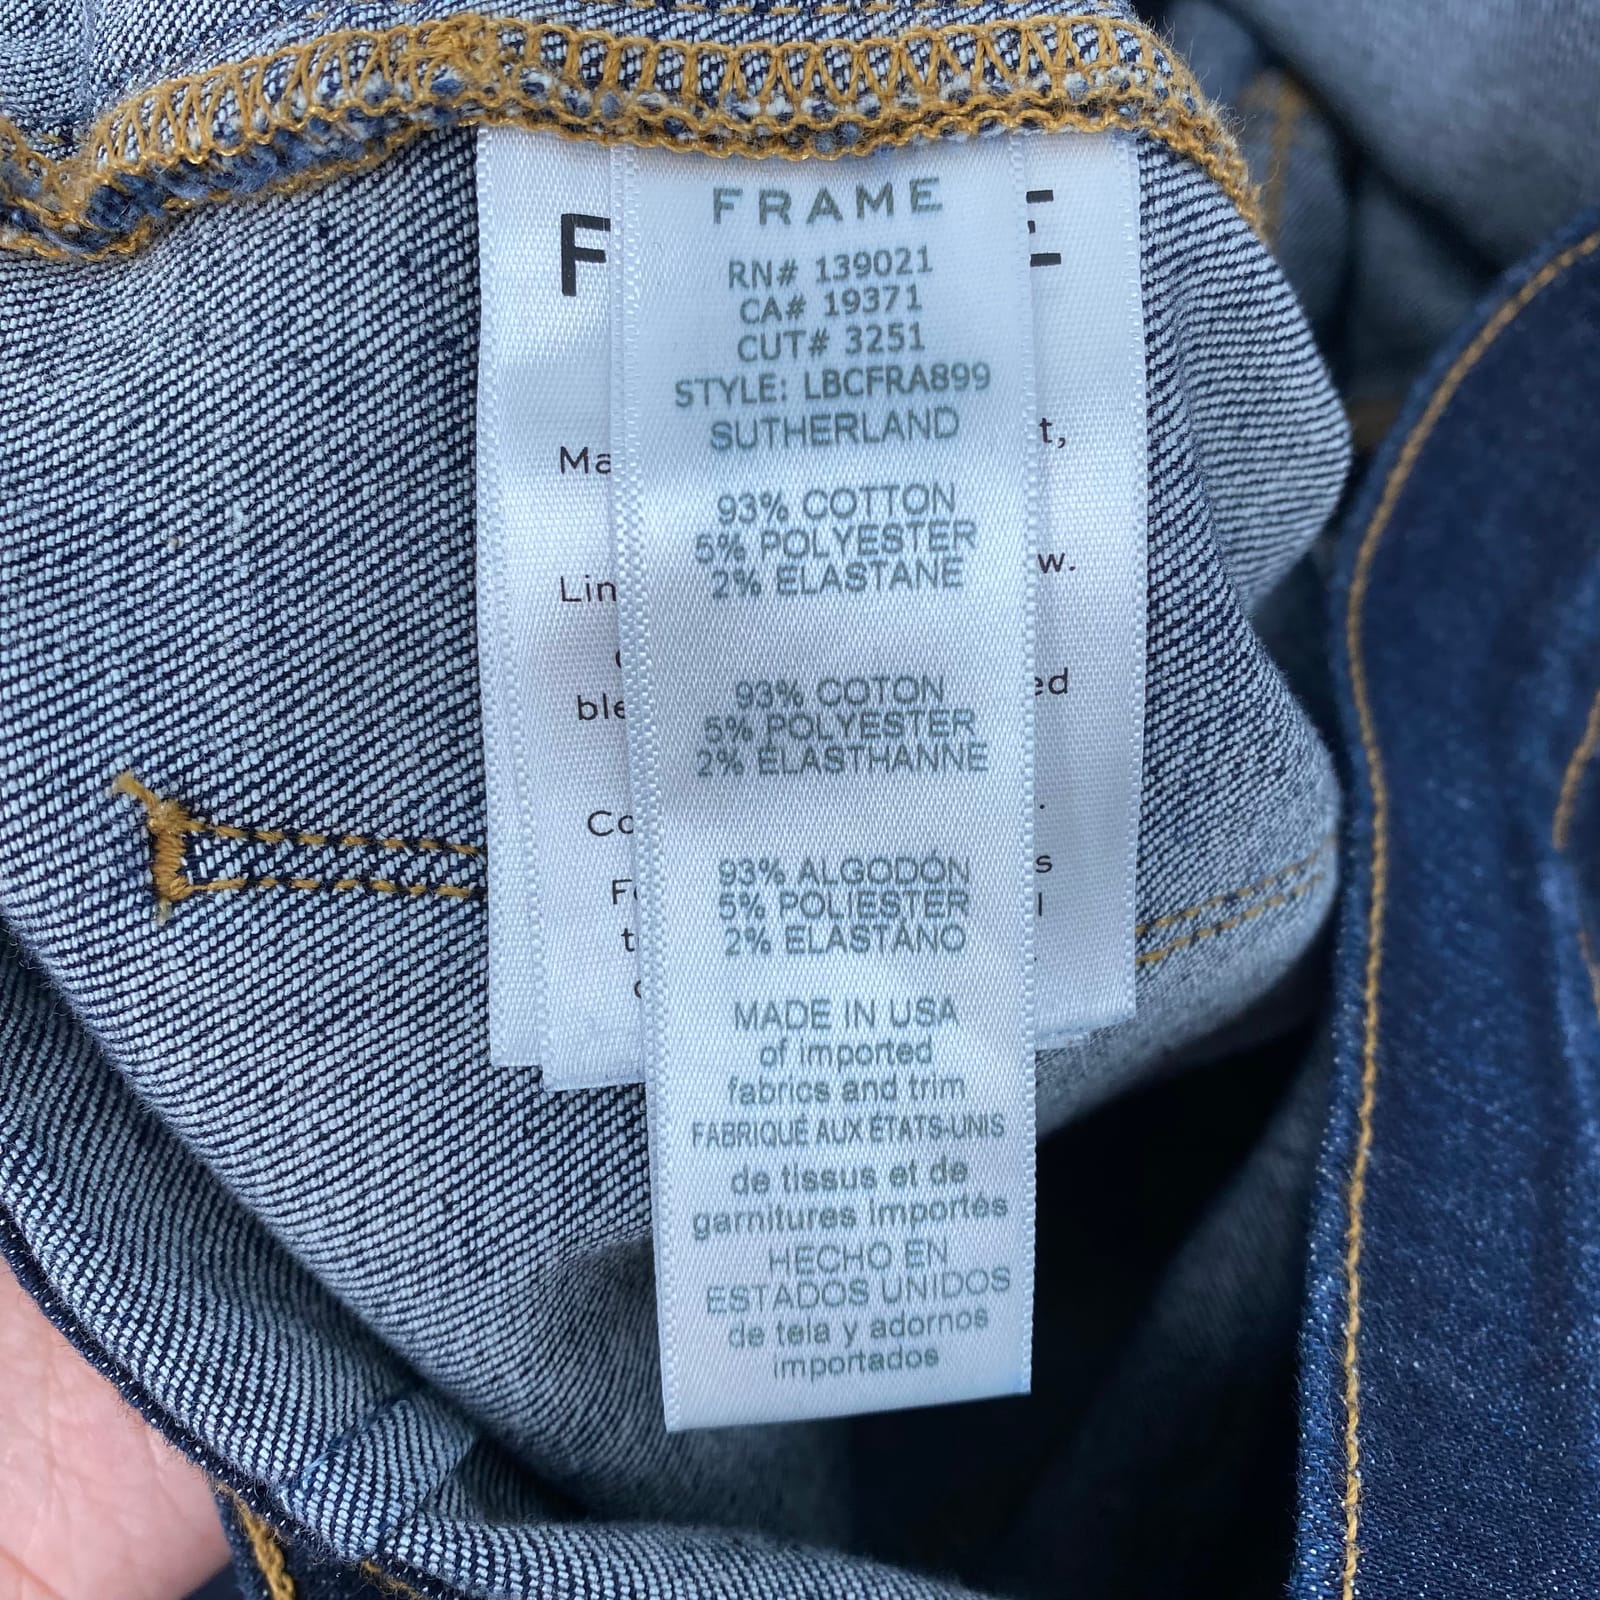 FRAME
RN# 139021
CA# 19371
CUT# 3251
STYLE: LBCFRA899
SUTHERLAND
93% COTTON
5% POLYESTER
2% ELASTANE
93% COTON
5% POLYESTER
2% ÉLASTHANNE
93% ALGODÓN
5% POLIESTER
2% ELASTANO
MADE IN USA
of imported
fabrics and trim
FABRIQUÉ AUX ÉTATS-UNIS
de tissus et de
garnitures importés
HECHO EN
ESTADOS UNIDOS
de tela y adornos
importados